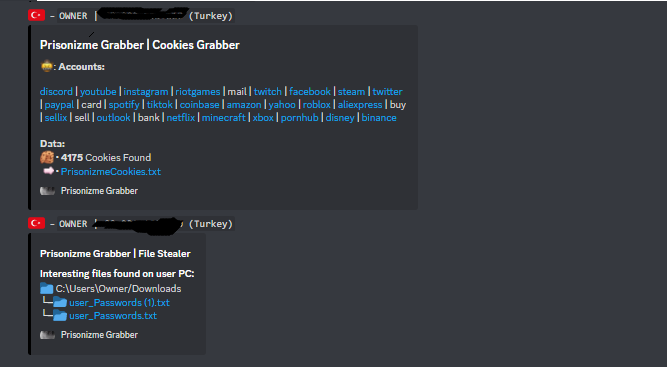 - OWNER | (Turkey)
Prisonizme Grabber | Cookies Grabber
: Accounts:
discord | youtube | instagram | riotgames | mail | twitch | facebook | steam | twitter
| paypal | card | spotify | tiktok | coinbase | amazon | yahoo | roblox | aliexpress | buy
| sellix | sell | outlook | bank | netflix | minecraft | xbox | pornhub | disney | binance
Data:
• 4175 Cookies Found
• PrisonizmeCookies.txt
Prisonizme Grabber
- OWNER | (Turkey)
Prisonizme Grabber | File Stealer
Interesting files found on user PC:
C:\Users\Owner/Downloads
user_Passwords (1).txt
user_Passwords.txt
Prisonizme Grabber